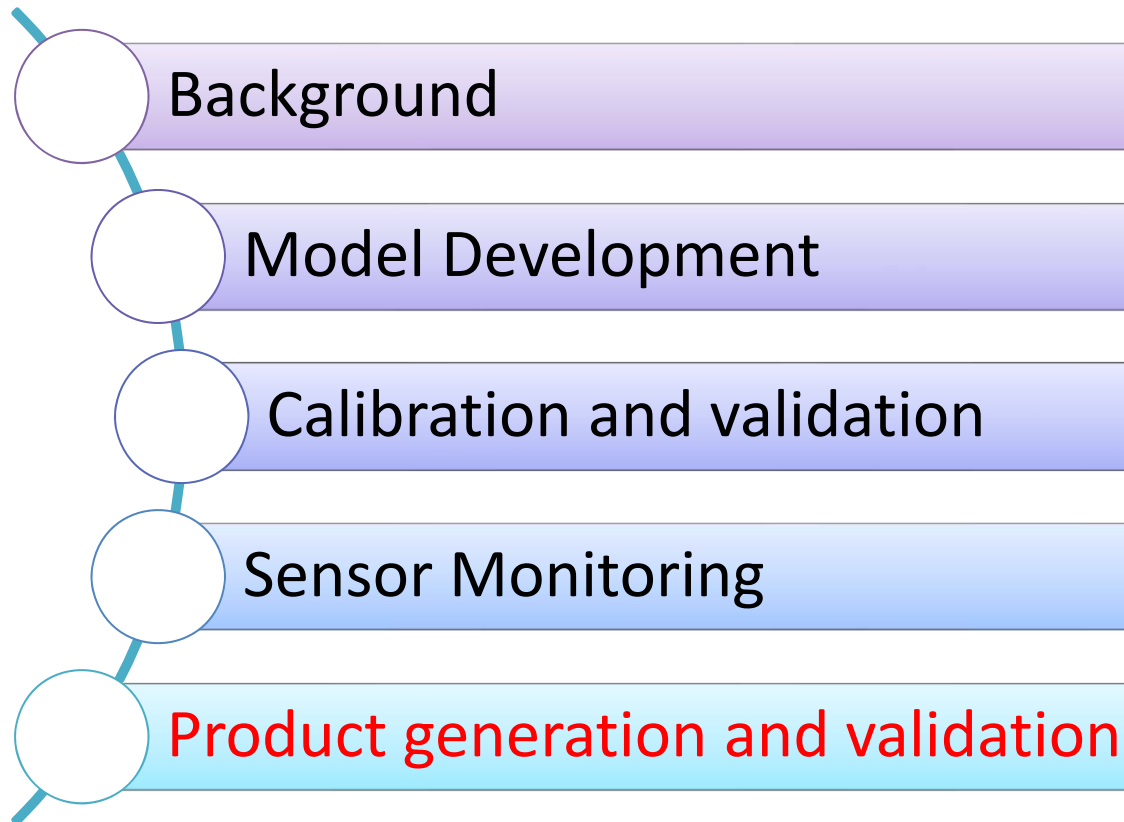 Background
Model Development
Calibration and validation
Sensor Monitoring
Product generation and validation